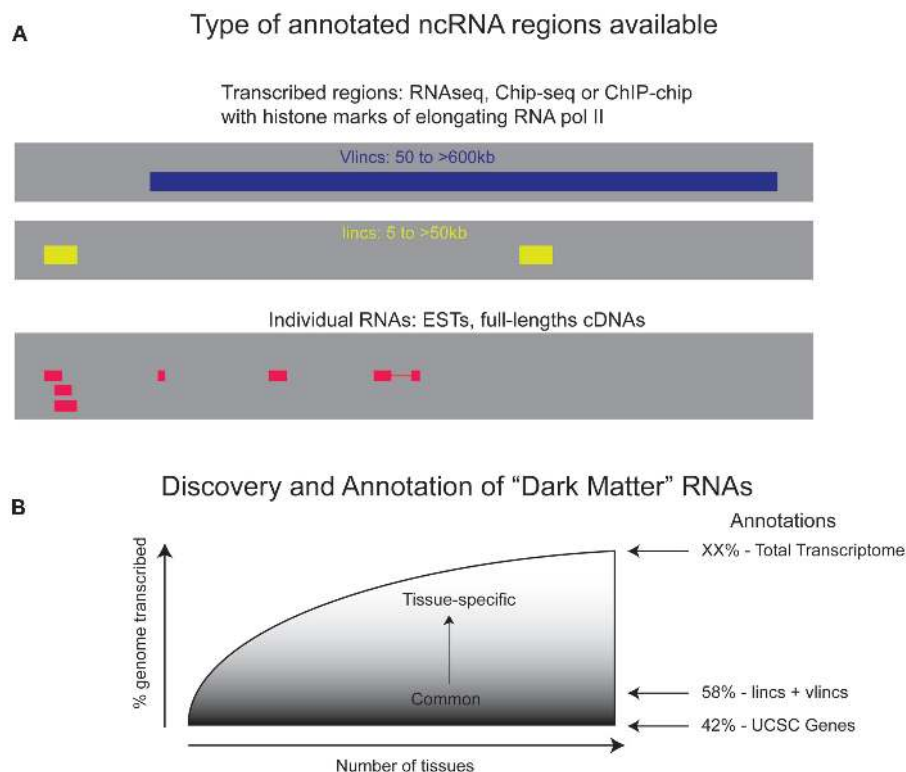 A
Type of annotated ncRNA regions available
Transcribed regions: RNAseq, Chip-seq or ChIP-chip
with histone marks of elongating RNA pol II
Vlincs: 50 to >600kb
lincs: 5 to >50kb
Individual RNAs: ESTs, full-lengths cDNAs
B
Discovery and Annotation of “Dark Matter” RNAs
Annotations
% genome transcribed
XX% - Total Transcriptome
Tissue-specific
Common
58% - lincs + vlincs
42% - UCSC Genes
Number of tissues